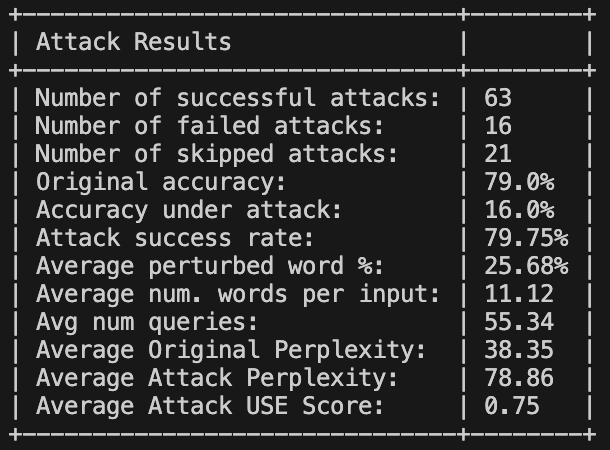 +-------------------------------+---------+
| Attack Results                |         |
+-------------------------------+---------+
| Number of successful attacks: | 63      |
| Number of failed attacks:     | 16      |
| Number of skipped attacks:    | 21      |
| Original accuracy:            | 79.0%   |
| Accuracy under attack:        | 16.0%   |
| Attack success rate:          | 79.75%  |
| Average perturbed word %:     | 25.68%  |
| Average num. words per input: | 11.12   |
| Avg num queries:              | 55.34   |
| Average Original Perplexity:  | 38.35   |
| Average Attack Perplexity:    | 78.86   |
| Average Attack USE Score:     | 0.75    |
+-------------------------------+---------+